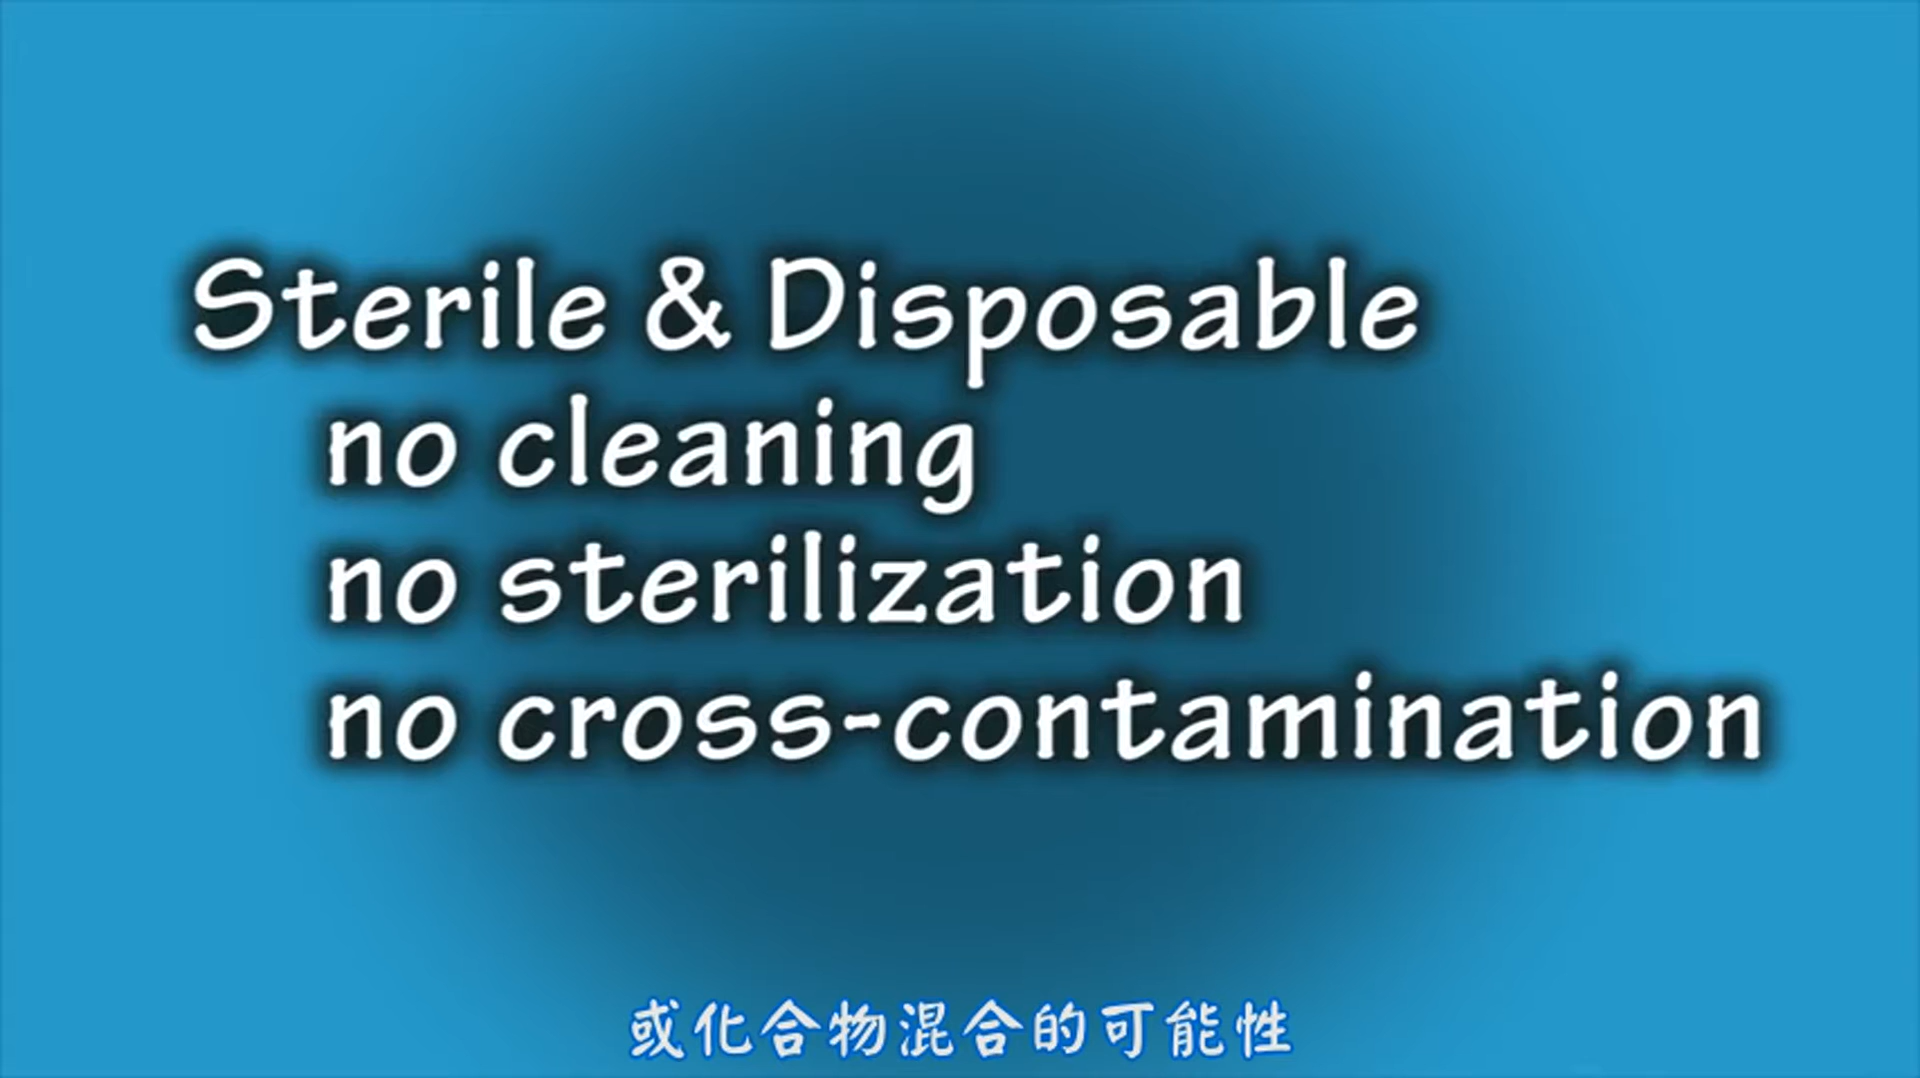 Sterile & Disposable
no cleaning
no sterilization
no cross-contamination
或化合物混合的可能性